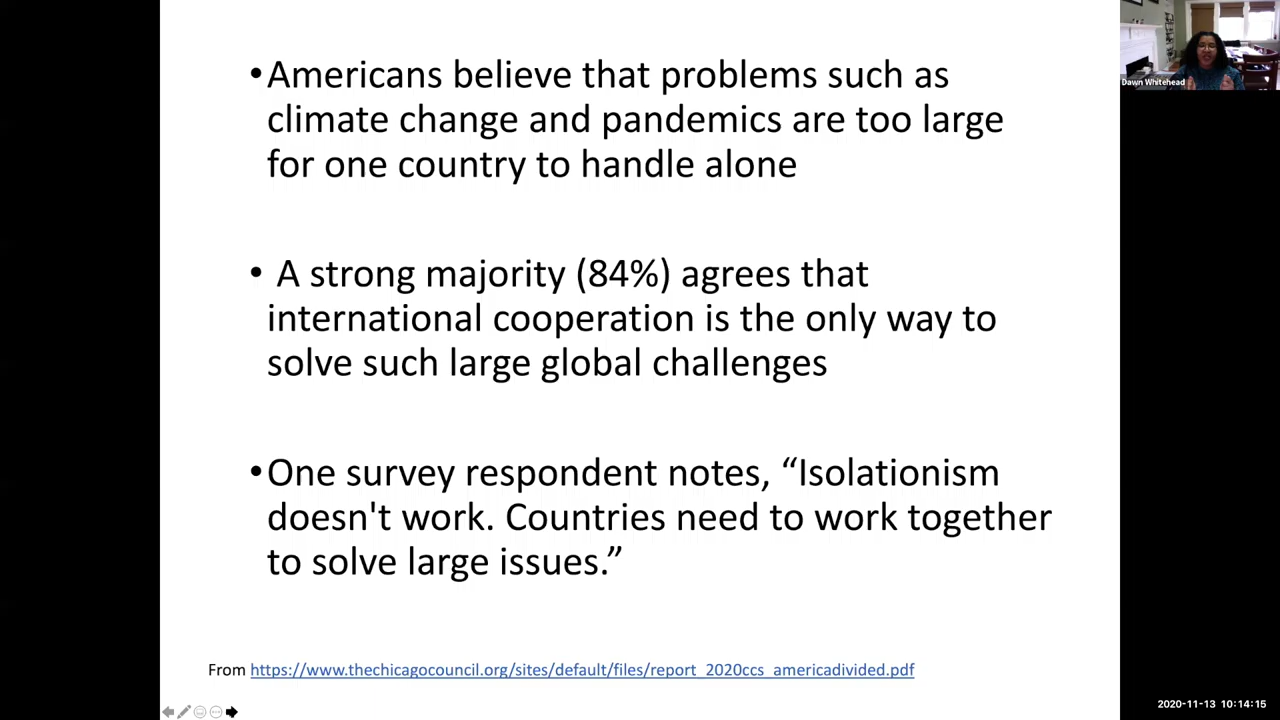 •Americans believe that problems such as
climate change and pandemics are too large
for one country to handle alone
• A strong majority (84%) agrees that
international cooperation is the only way to
solve such large global challenges
•One survey respondent notes, “Isolationism
doesn't work. Countries need to work together
to solve large issues.”
From https://www.thechicagocouncil.org/sites/default/files/report_2020ccs_americadivided.pdf
Dawn Whitehead
2020-11-13 10:14:15